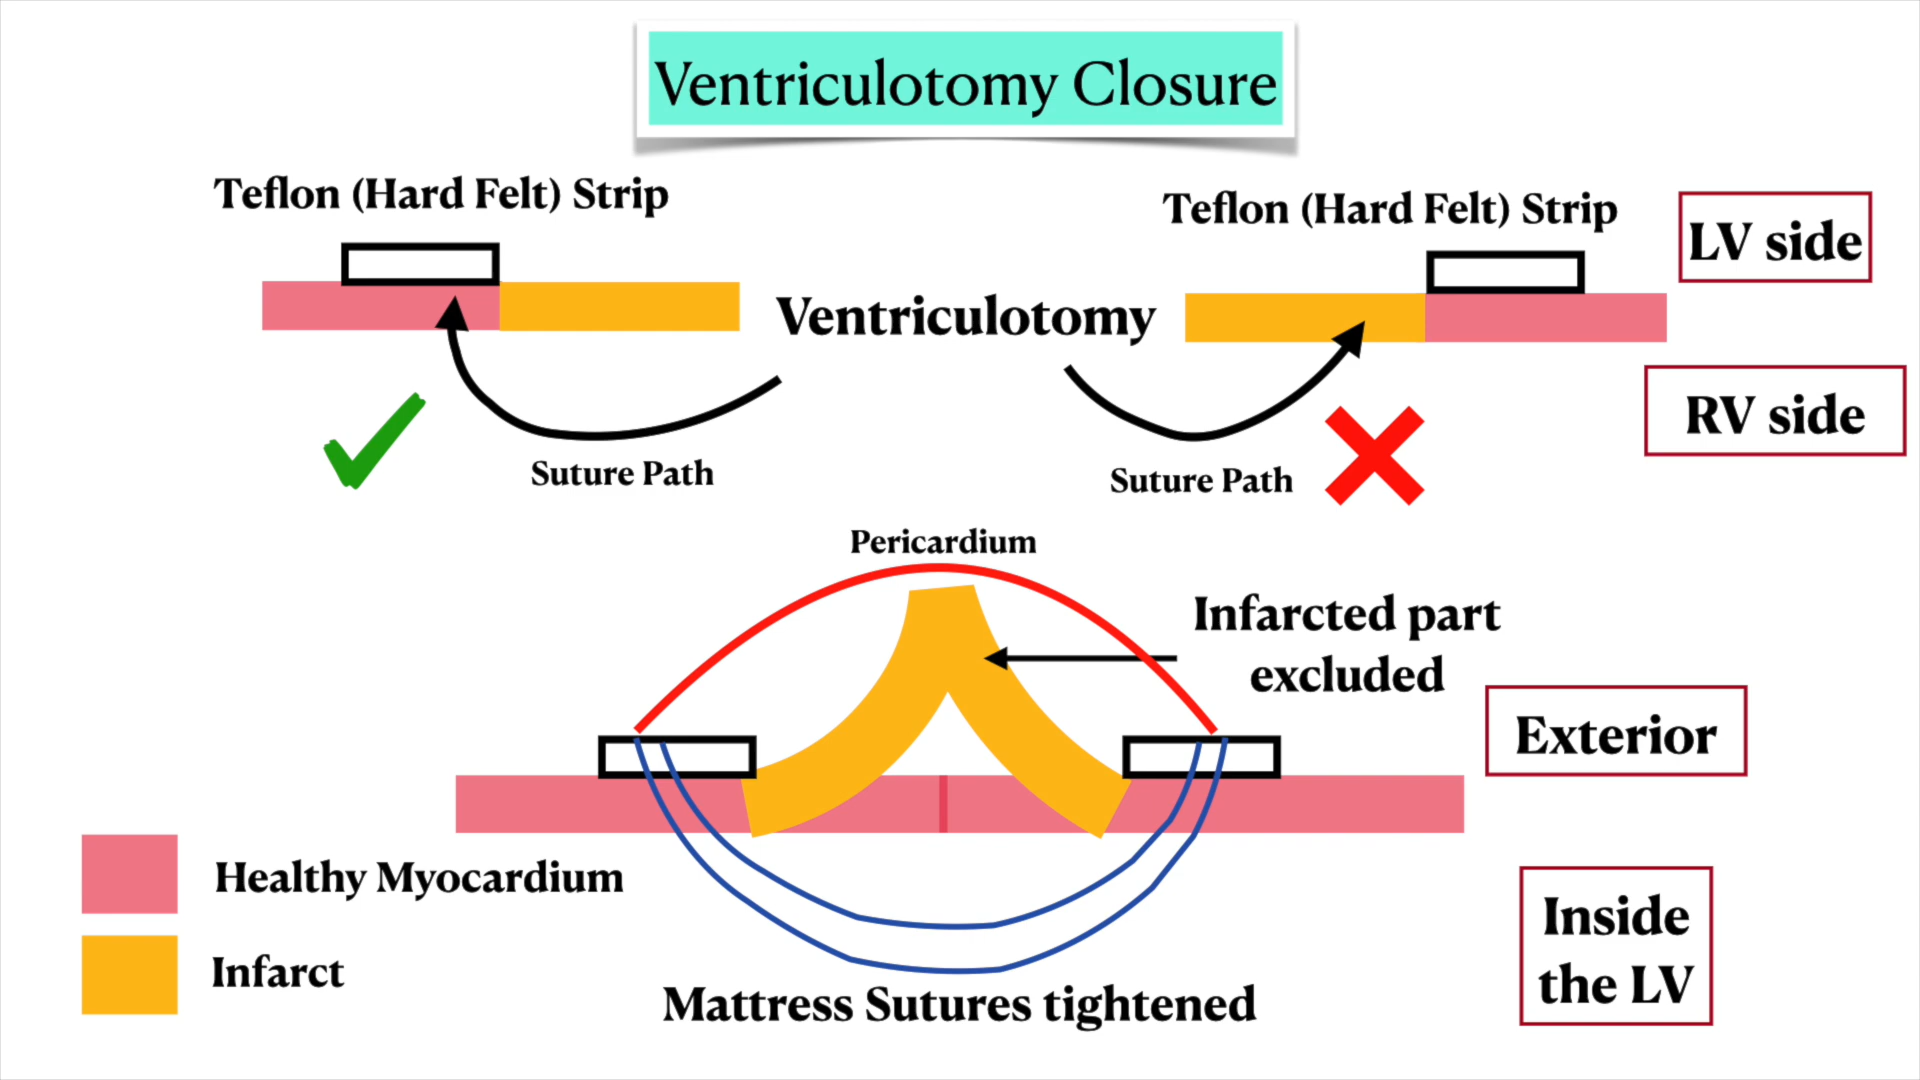 Ventriculotomy Closure
Teflon (Hard Felt) Strip
Teflon (Hard Felt) Strip
LV side
Ventriculotomy
RV side
Suture Path
Suture Path
Pericardium
Infarcted part
excluded
Exterior
Healthy Myocardium
Inside
the LV
Infarct
Mattress Sutures tightened